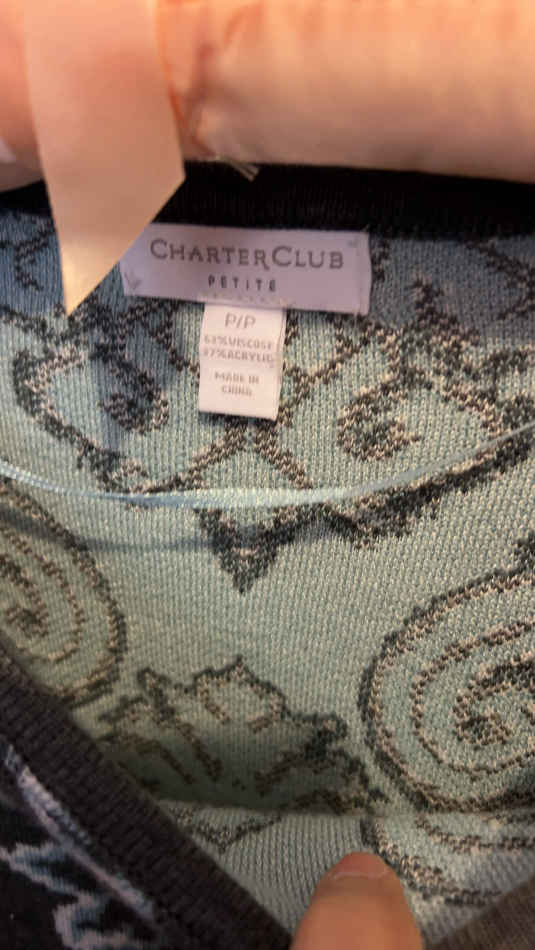 CHARTER CLUB
PETITE
P/P
63%VISCOSE
37%ACRYLIC
MADE IN
CHINA